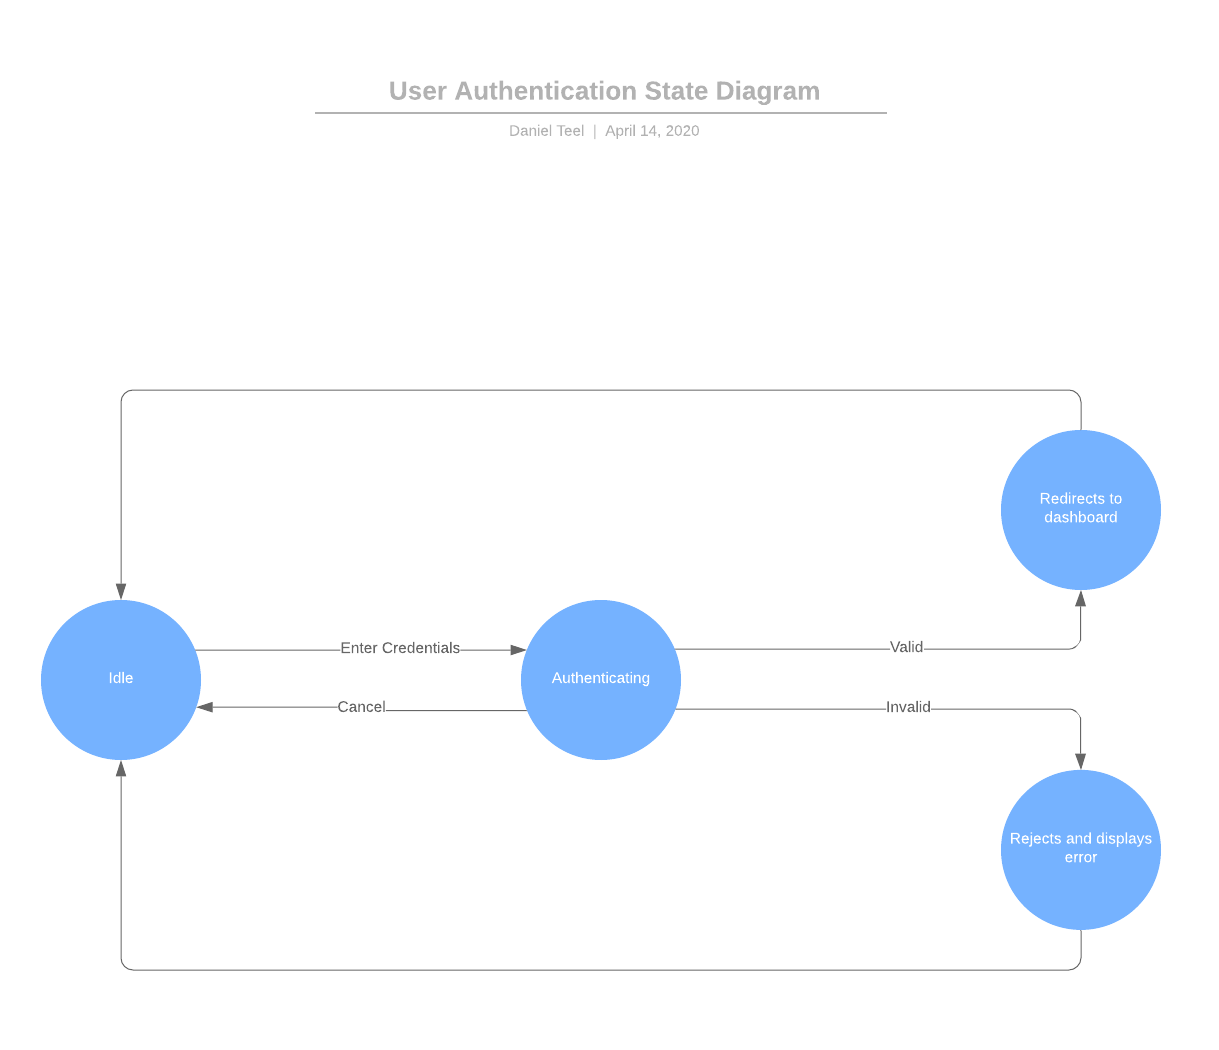 User Authentication State Diagram
Daniel Teel | April 14, 2020
Redirects to
dashboard
Enter Credentials
Valid
Idle
Authenticating
Cancel
Invalid
Rejects and displays
error